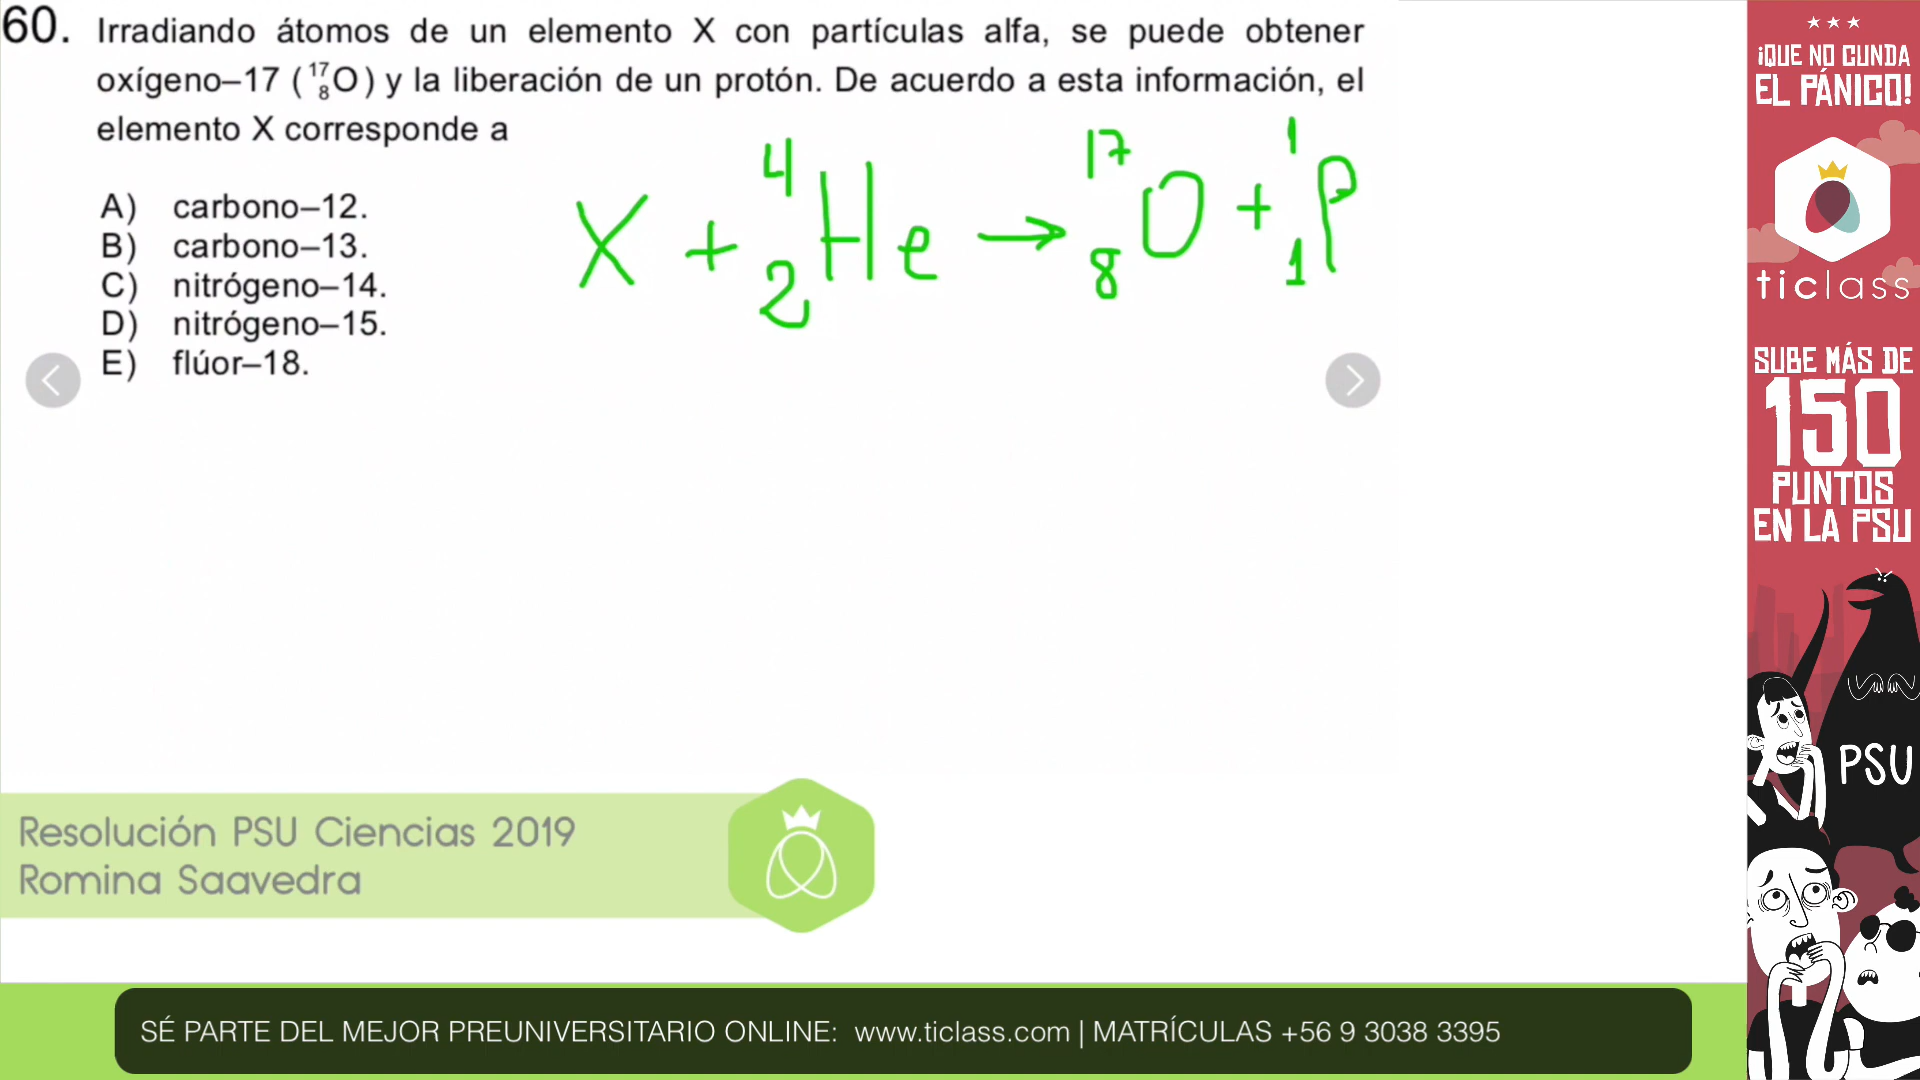 60. Irradiando átomos de un elemento X con partículas alfa, se puede obtener
oxígeno–17 (¹⁷₈O) y la liberación de un protón. De acuerdo a esta información, el
elemento X corresponde a
A) carbono–12.
B) carbono–13.
C) nitrógeno–14.
D) nitrógeno–15.
E) flúor–18.
X + ⁴₂He → ¹⁷₈O + ¹₁P
Resolución PSU Ciencias 2019
Romina Saavedra
SÉ PARTE DEL MEJOR PREUNIVERSITARIO ONLINE: www.ticlass.com | MATRÍCULAS +56 9 3038 3395
¡QUE NO CUNDA
EL PÁNICO!
ticlass
SUBE MÁS DE
150
PUNTOS
EN LA PSU
PSU